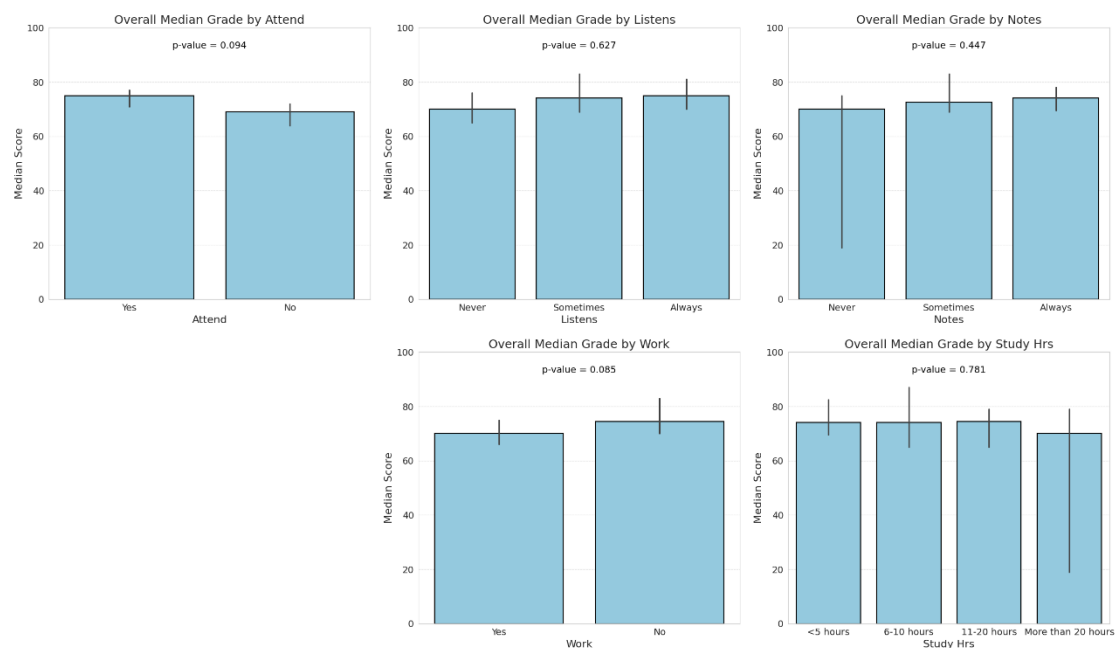 Overall Median Grade by Attend
p-value = 0.094
100
80
60
40
20
0
Median Score
Yes
No
Attend
Overall Median Grade by Listens
p-value = 0.627
100
80
60
40
20
0
Median Score
Never
Sometimes
Always
Listens
Overall Median Grade by Notes
p-value = 0.447
100
80
60
40
20
0
Median Score
Never
Sometimes
Always
Notes
Overall Median Grade by Work
p-value = 0.085
100
80
60
40
20
0
Median Score
Yes
No
Work
Overall Median Grade by Study Hrs
p-value = 0.781
100
80
60
40
20
0
Median Score
<5 hours
6-10 hours
11-20 hours
More than 20 hours
Study Hrs